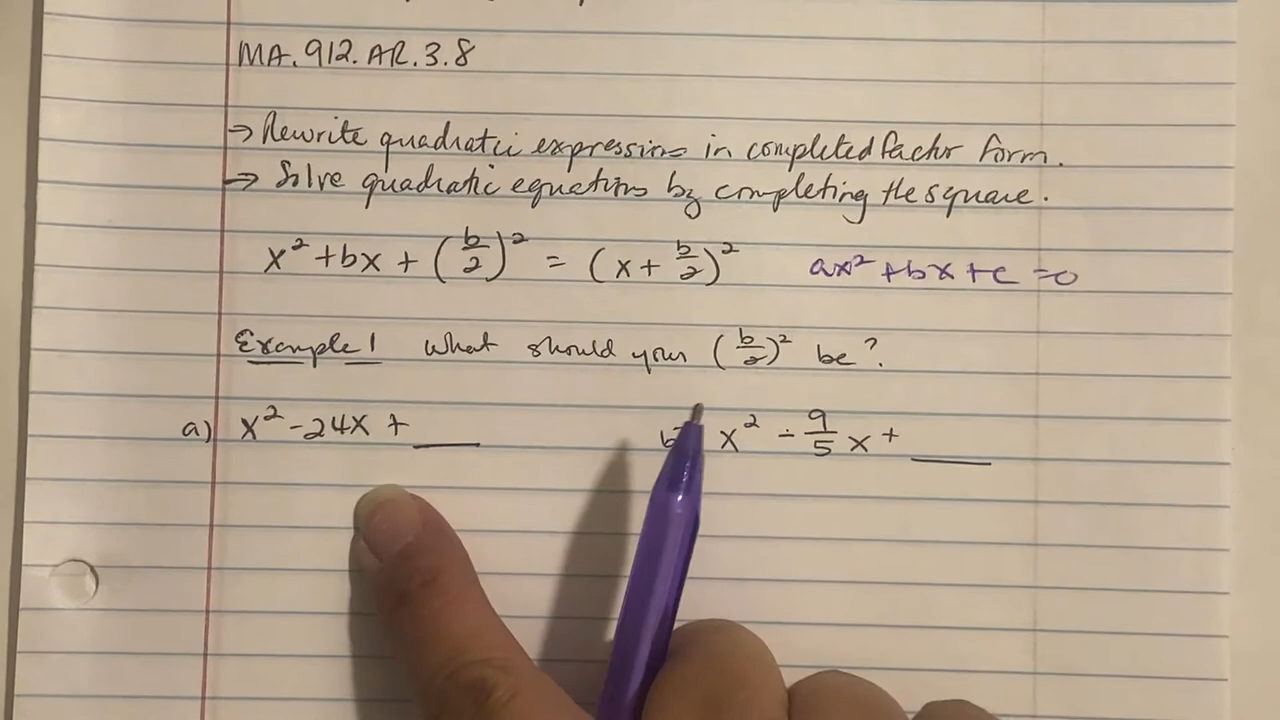 MA.912.AR.3.8
→ Rewrite quadratic expressions in completed factor form.
→ Solve quadratic equations by completing the square.
x² + bx + (b/2)² = (x + b/2)² ax² + bx + c = 0
Example 1 What should your (b/2)² be?
a) x² - 24x + ___ b) x² - 9/5 x + ___